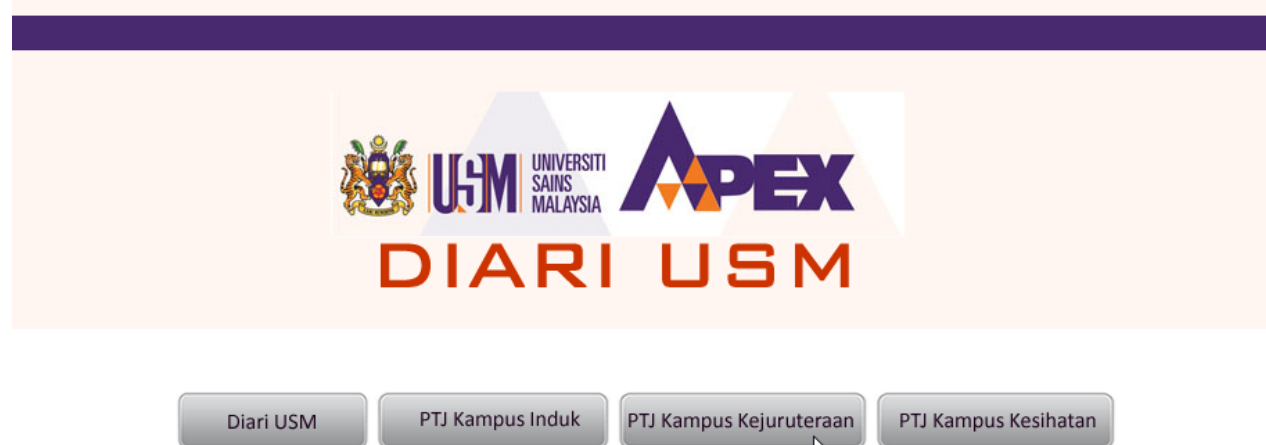 USM UNIVERSITI
SAINS
MALAYSIA
APEX
DIARI USM
Diari USM
PTJ Kampus Induk
PTJ Kampus Kejuruteraan
PTJ Kampus Kesihatan